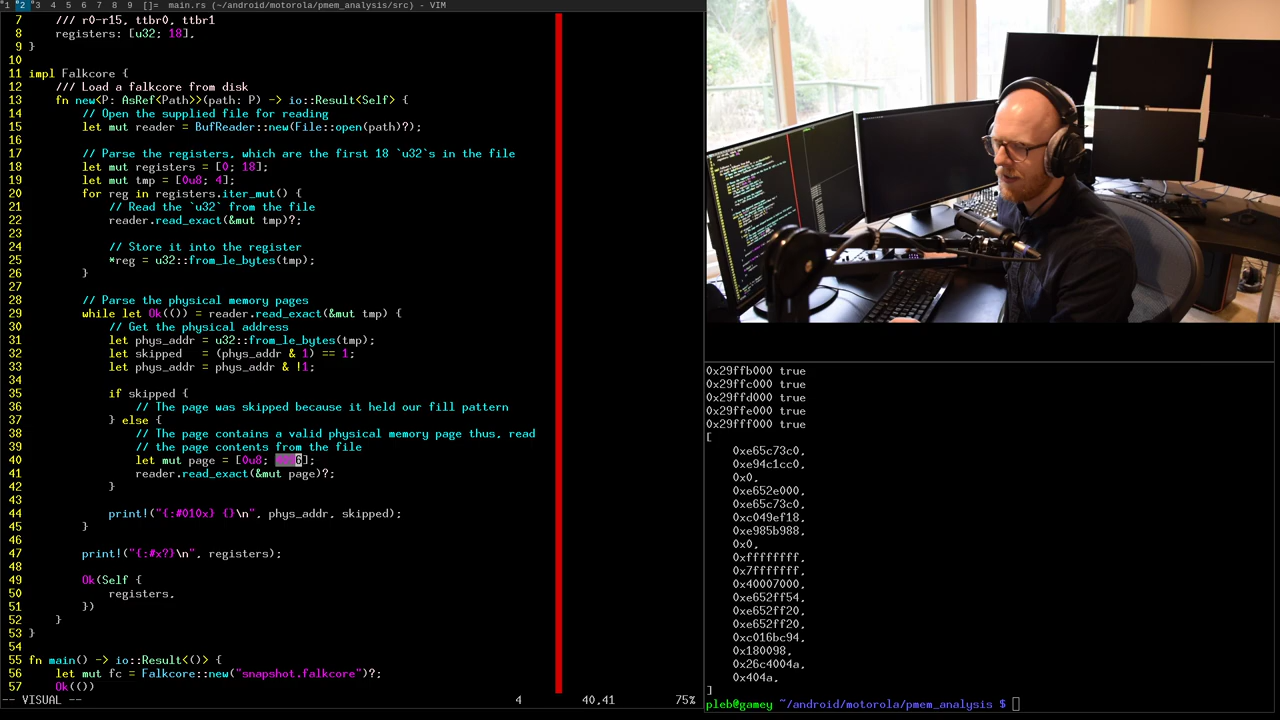 1 2 3 4 5 6 7 8 9 []= main.rs (~/android/motorola/pmem_analysis/src) - VIM
7 /// r0-r15, ttbr0, ttbr1
8 registers: [u32; 18],
9 }
10
11 impl Falkcore {
12 /// Load a falkcore from disk
13 fn new<P: AsRef<Path>>(path: P) -> io::Result<Self> {
14 // Open the supplied file for reading
15 let mut reader = BufReader::new(File::open(path)?);
16
17 // Parse the registers, which are the first 18 `u32`s in the file
18 let mut registers = [0; 18];
19 let mut tmp = [0u8; 4];
20 for reg in registers.iter_mut() {
21 // Read the `u32` from the file
22 reader.read_exact(&mut tmp)?;
23
24 // Store it into the register
25 *reg = u32::from_le_bytes(tmp);
26 }
27
28 // Parse the physical memory pages
29 while let Ok(()) = reader.read_exact(&mut tmp) {
30 // Get the physical address
31 let phys_addr = u32::from_le_bytes(tmp);
32 let skipped = (phys_addr & 1) == 1;
33 let phys_addr = phys_addr & !1;
34
35 if skipped {
36 // The page was skipped because it held our fill pattern
37 } else {
38 // The page contains a valid physical memory page thus, read
39 // the page contents from the file
40 let mut page = [0u8; 4096];
41 reader.read_exact(&mut page)?;
42 }
43
44 print!("{:#010x} {}\n", phys_addr, skipped);
45 }
46
47 print!("{:#x?}\n", registers);
48
49 Ok(Self {
50 registers,
51 })
52 }
53 }
54
55 fn main() -> io::Result<()> {
56 let mut fc = Falkcore::new("snapshot.falkcore")?;
57 Ok(())
-- VISUAL -- 4 40,41 75%
0x29ffb000 true
0x29ffc000 true
0x29ffd000 true
0x29ffe000 true
0x29fff000 true
[
0xe65c73c0,
0xe94c1cc0,
0x0,
0xe652e000,
0xe65c73c0,
0xc049ef18,
0xe985b988,
0x0,
0xffffffff,
0x7fffffff,
0x40007000,
0xe652ff54,
0xe652ff20,
0xe652ff20,
0xc016bc94,
0x180098,
0x26c4004a,
0x404a,
]
pleb@gamey ~/android/motorola/pmem_analysis $